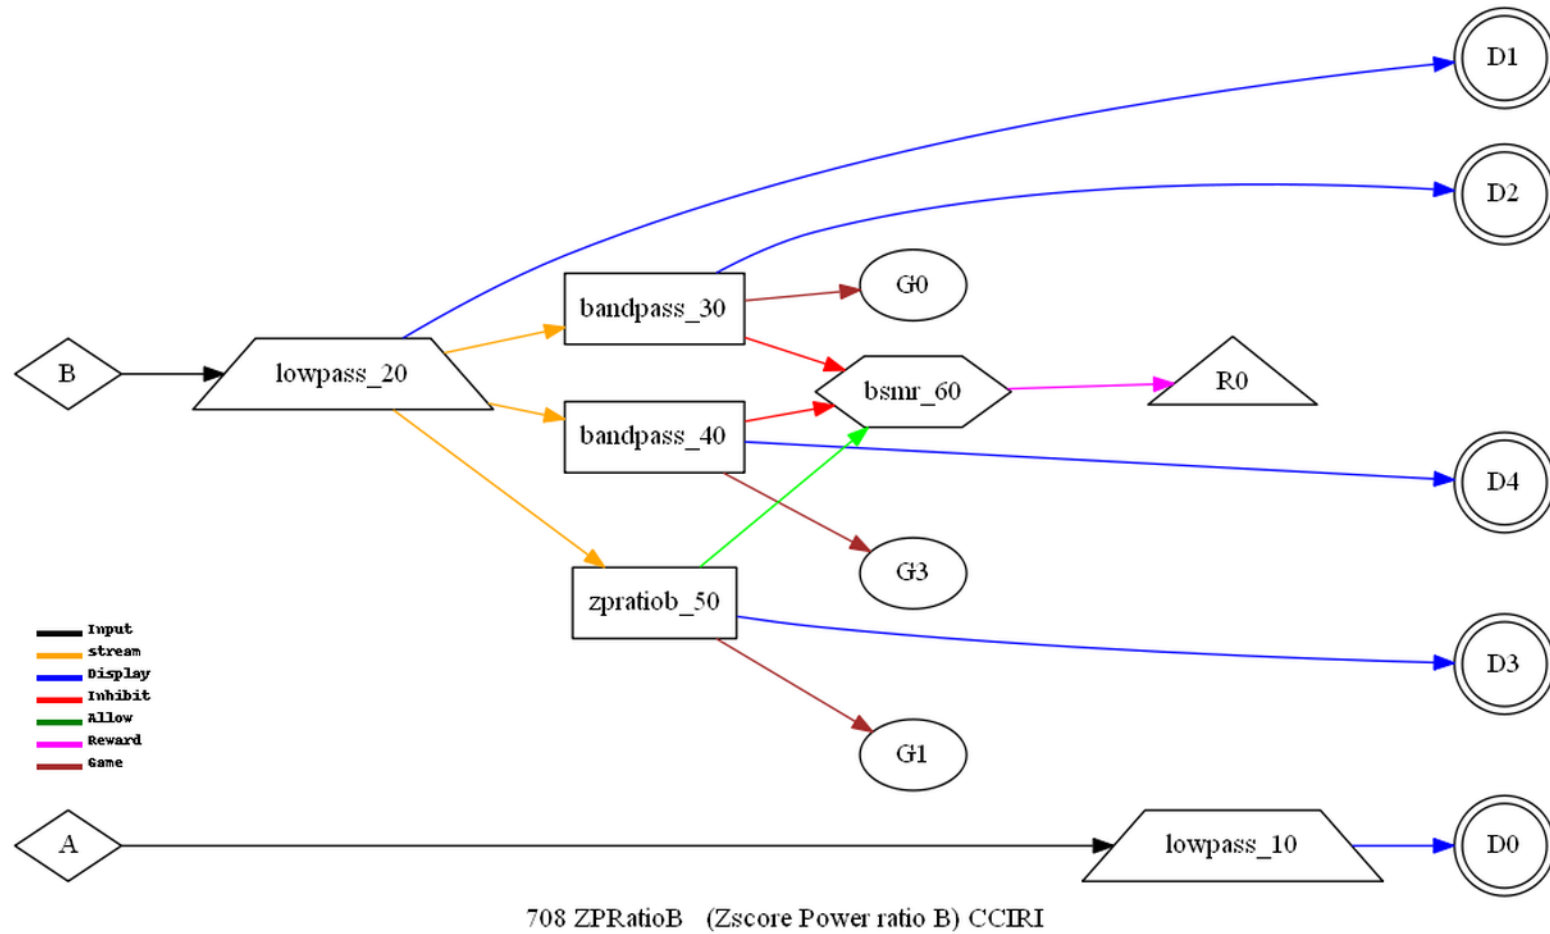 D1
D2
G0
bandpass_30
B
lowpass_20
R0
bsmr_60
bandpass_40
D4
G3
zpratiob_50
Input
stream
Display
Inhibit
Allow
Reward
Game
D3
G1
A
lowpass_10
D0
708 ZPRatioB (Zscore Power ratio B) CCIRI